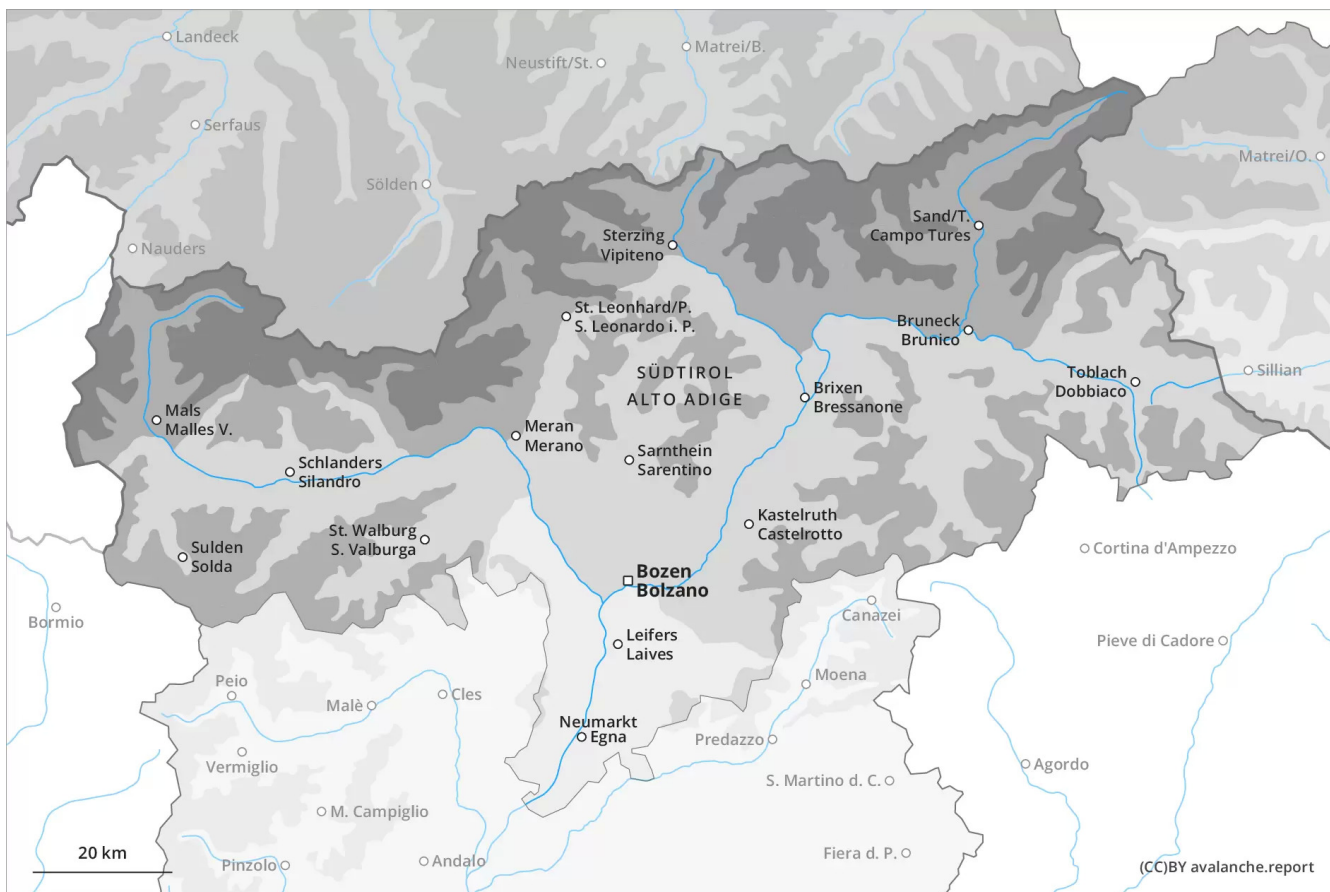 Landeck
Matrei/B.
Neustift/St.
Serfaus
Matrei/O.
Sölden
Sand/T.
Campo Tures
Nauders
Sterzing
Vipiteno
St. Leonhard/P.
S. Leonardo i. P.
Bruneck
Brunico
SÜDTIROL
ALTO ADIGE
Toblach
Dobbiaco
Sillian
Brixen
Bressanone
Mals
Malles V.
Meran
Merano
Sarnthein
Sarentino
Schlanders
Silandro
Kastelruth
Castelrotto
St. Walburg
S. Valburga
Sulden
Solda
Cortina d'Ampezzo
Bozen
Bolzano
Bormio
Canazei
Leifers
Laives
Pieve di Cadore
Peio
Moena
Malè
Cles
Neumarkt
Egna
Predazzo
Vermiglio
Agordo
S. Martino d. C.
M. Campiglio
20 km
Pinzolo
Andalo
Fiera d. P.
(CC)BY avalanche.report